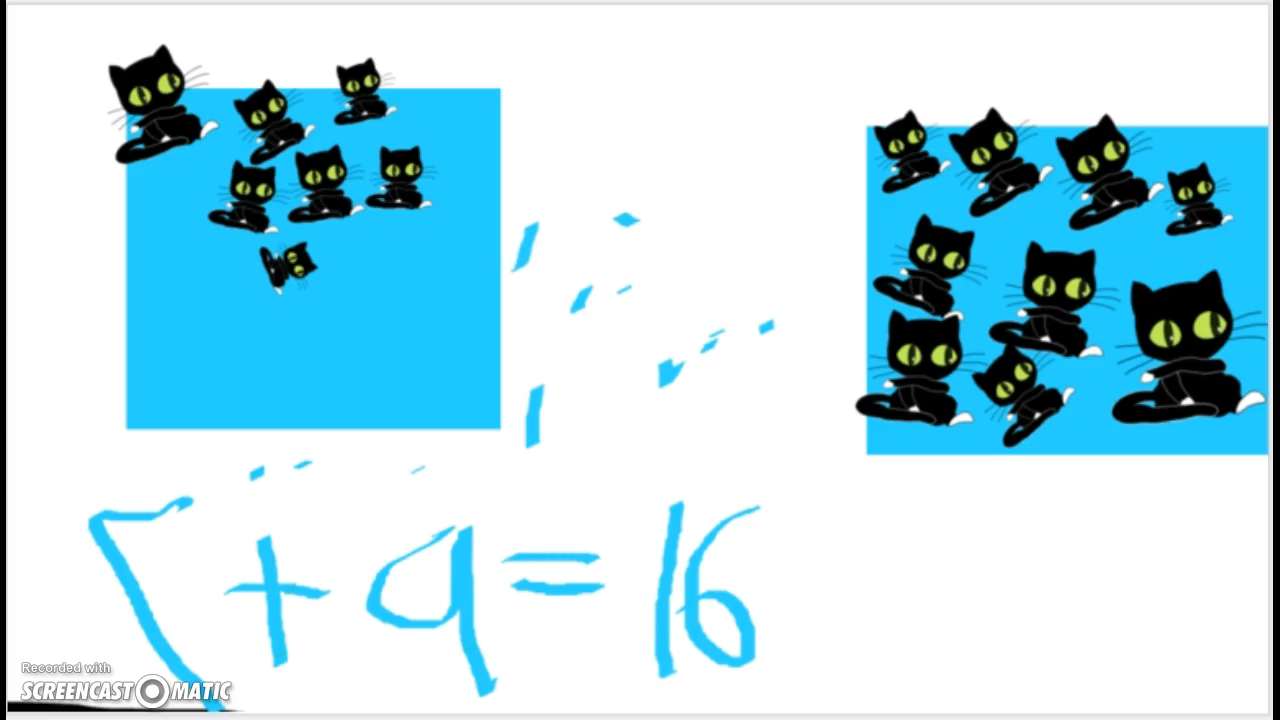 7 + 9 = 16
Recorded with
SCREENCAST O MATIC